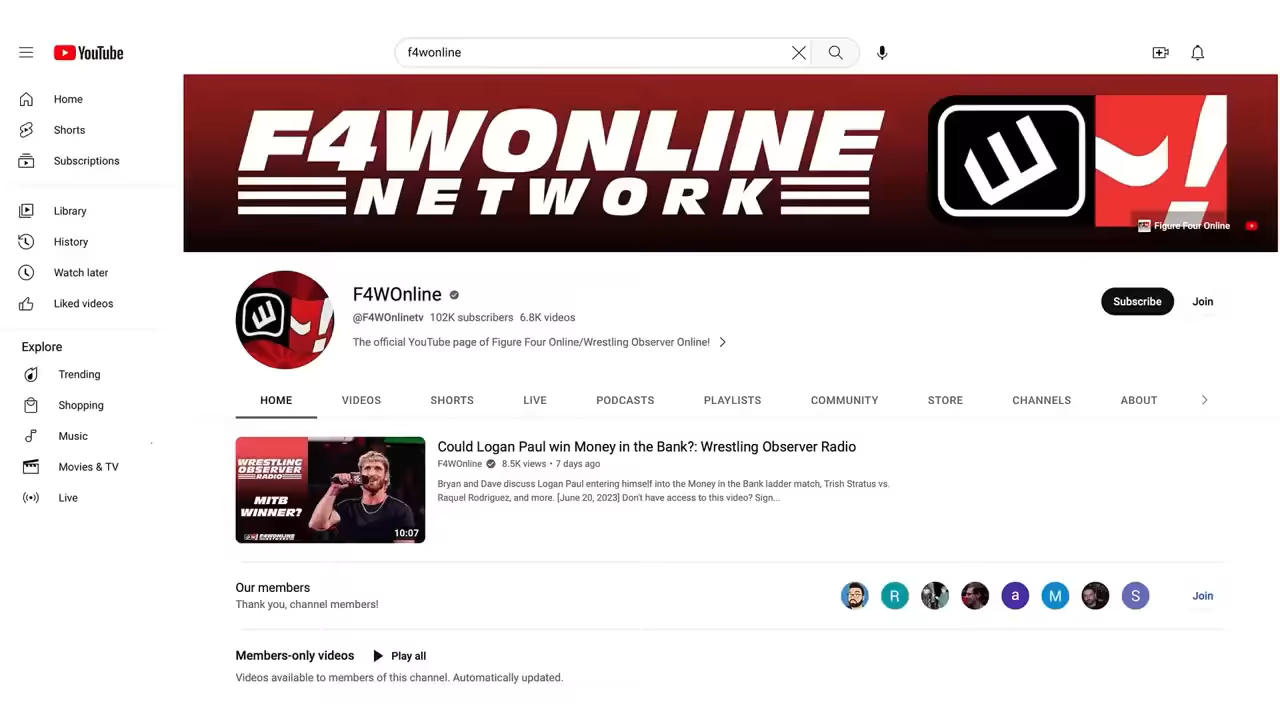 YouTube
f4wonline
Home
Shorts
Subscriptions
Library
History
Watch later
Liked videos
Explore
Trending
Shopping
Music
Movies & TV
Live
F4WONLINE
NETWORK
Figure Four Online
F4WOnline
@F4WOnlinetv 102K subscribers 6.8K videos
The official YouTube page of Figure Four Online/Wrestling Observer Online!
Subscribe
Join
HOME VIDEOS SHORTS LIVE PODCASTS PLAYLISTS COMMUNITY STORE CHANNELS ABOUT
WRESTLING
OBSERVER
RADIO
MITB
WINNER?
F4WONLINE
NETWORK
10:07
Could Logan Paul win Money in the Bank?: Wrestling Observer Radio
F4WOnline 8.5K views • 7 days ago
Bryan and Dave discuss Logan Paul entering himself into the Money in the Bank ladder match, Trish Stratus vs.
Raquel Rodriguez, and more. [June 20, 2023] Don't have access to this video? Sign...
Our members
Thank you, channel members!
R a M S
Join
Members-only videos Play all
Videos available to members of this channel. Automatically updated.